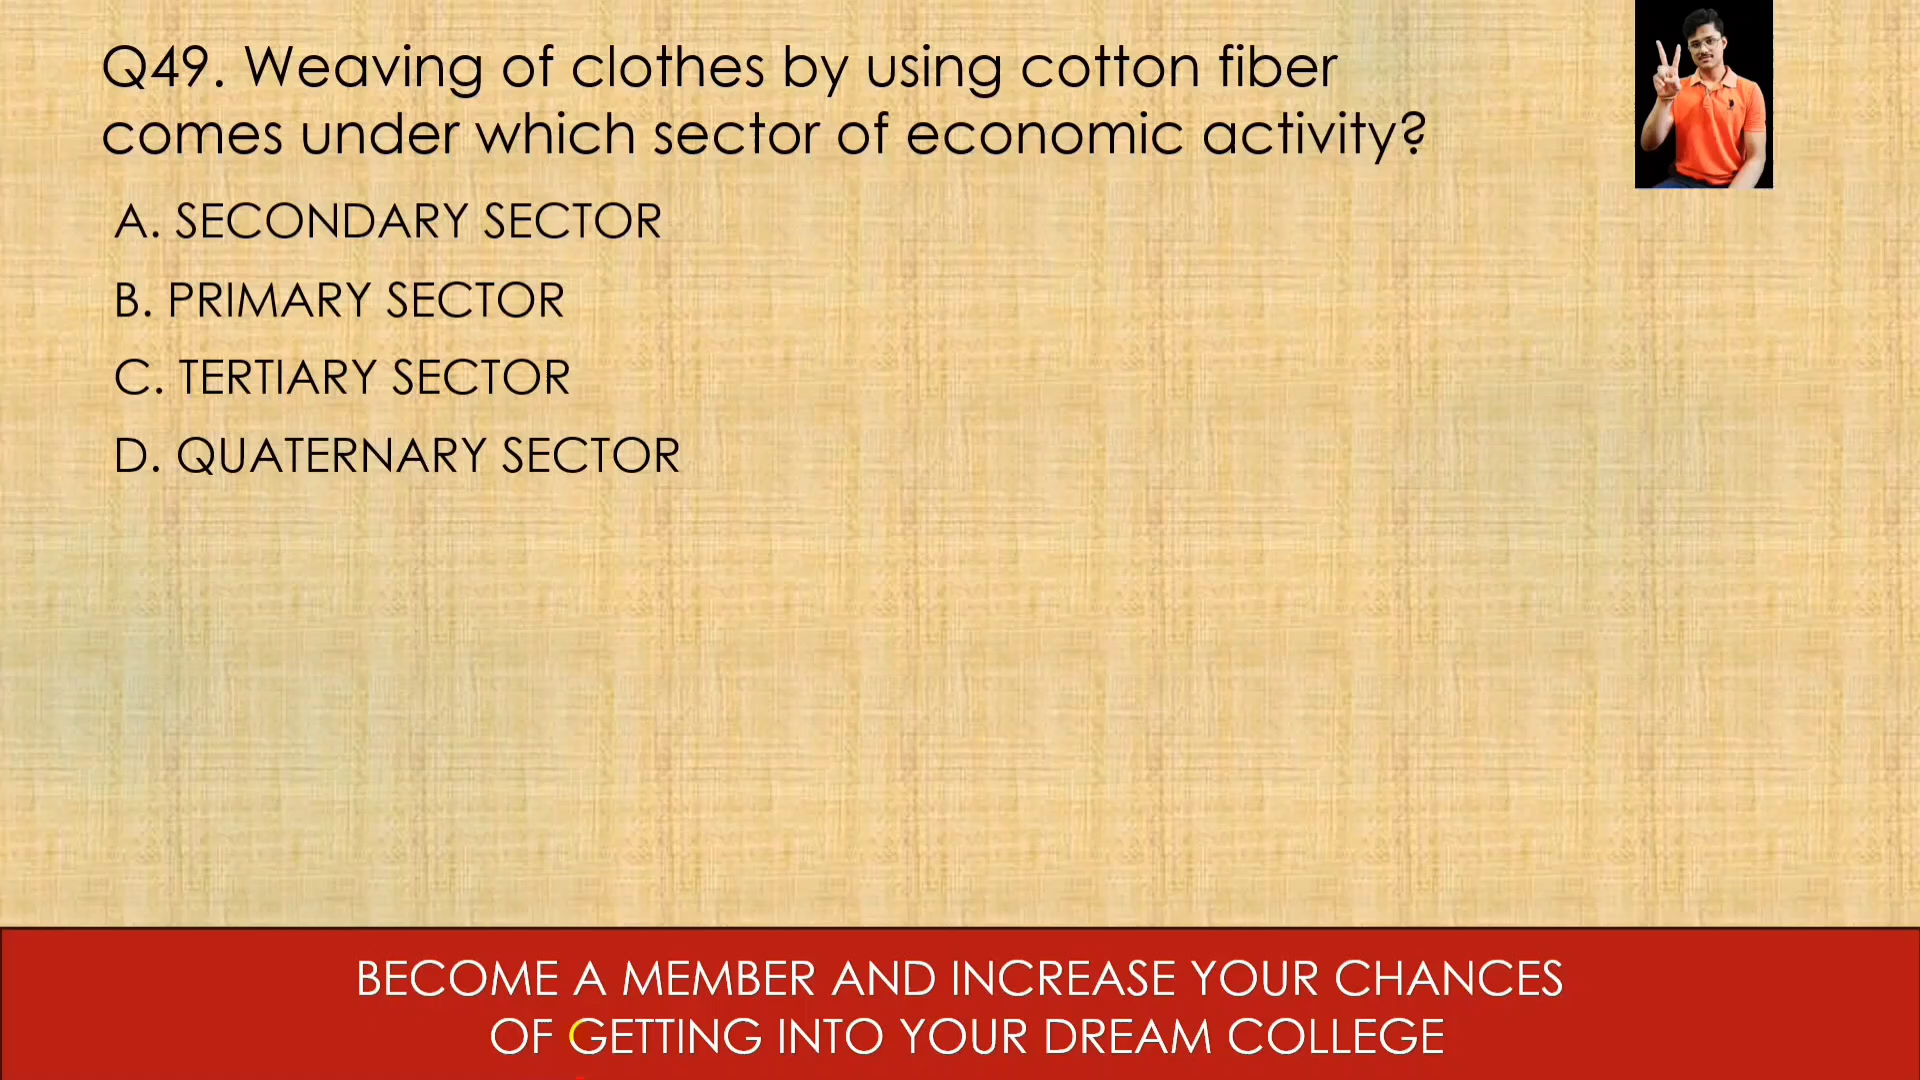 Q49. Weaving of clothes by using cotton fiber
comes under which sector of economic activity?
A. SECONDARY SECTOR
B. PRIMARY SECTOR
C. TERTIARY SECTOR
D. QUATERNARY SECTOR
BECOME A MEMBER AND INCREASE YOUR CHANCES
OF GETTING INTO YOUR DREAM COLLEGE